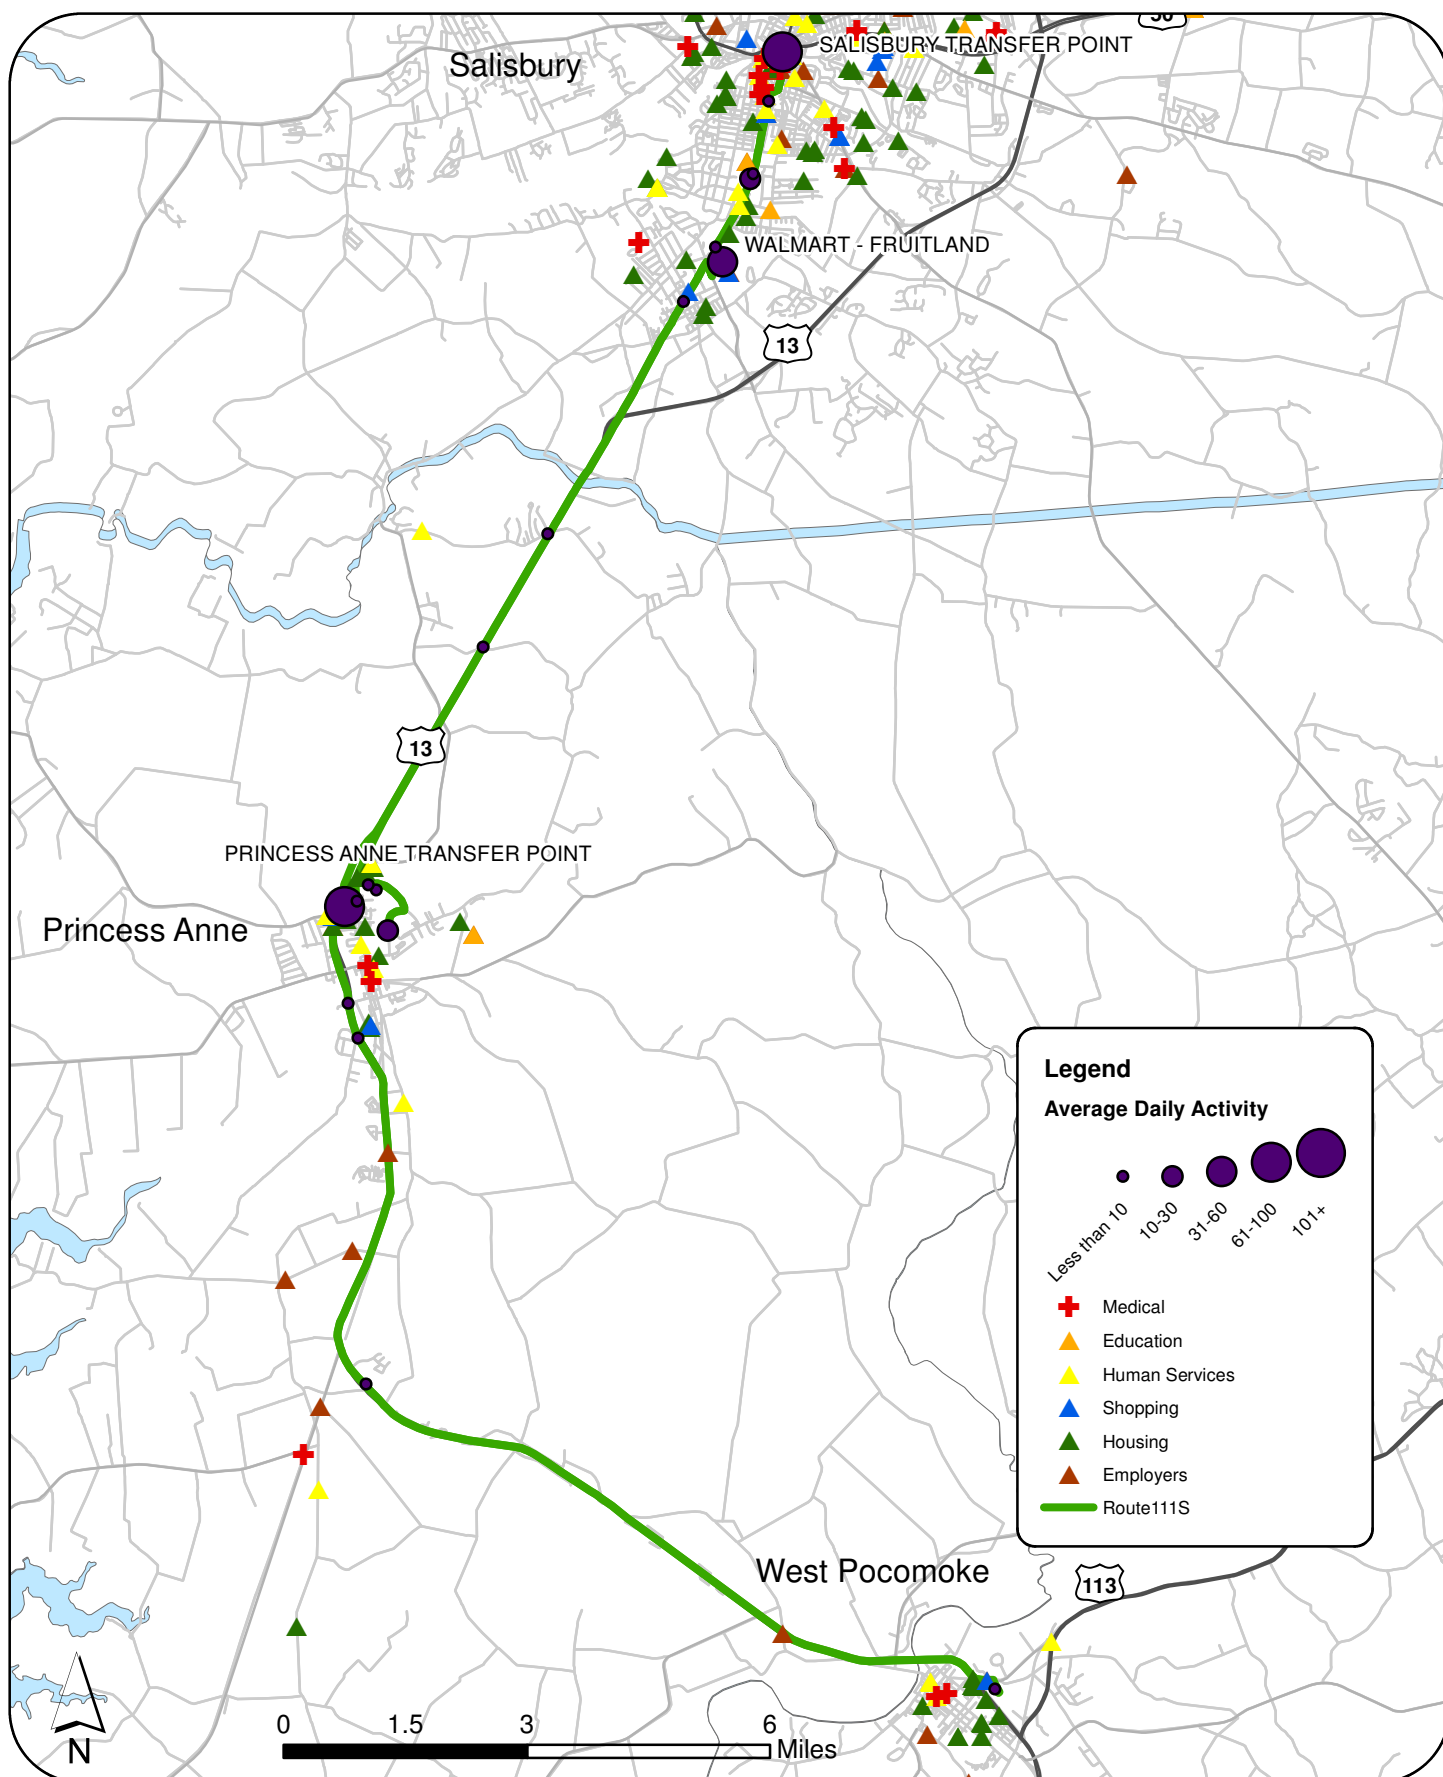 50
SALISBURY TRANSFER POINT
Salisbury
WALMART - FRUITLAND
13
13
PRINCESS ANNE TRANSFER POINT
Princess Anne
Legend
Average Daily Activity
Less than 10
10-30
31-60
61-100
101+
Medical
Education
Human Services
Shopping
Housing
Employers
Route111S
West Pocomoke
113
N
0 1.5 3 6
Miles